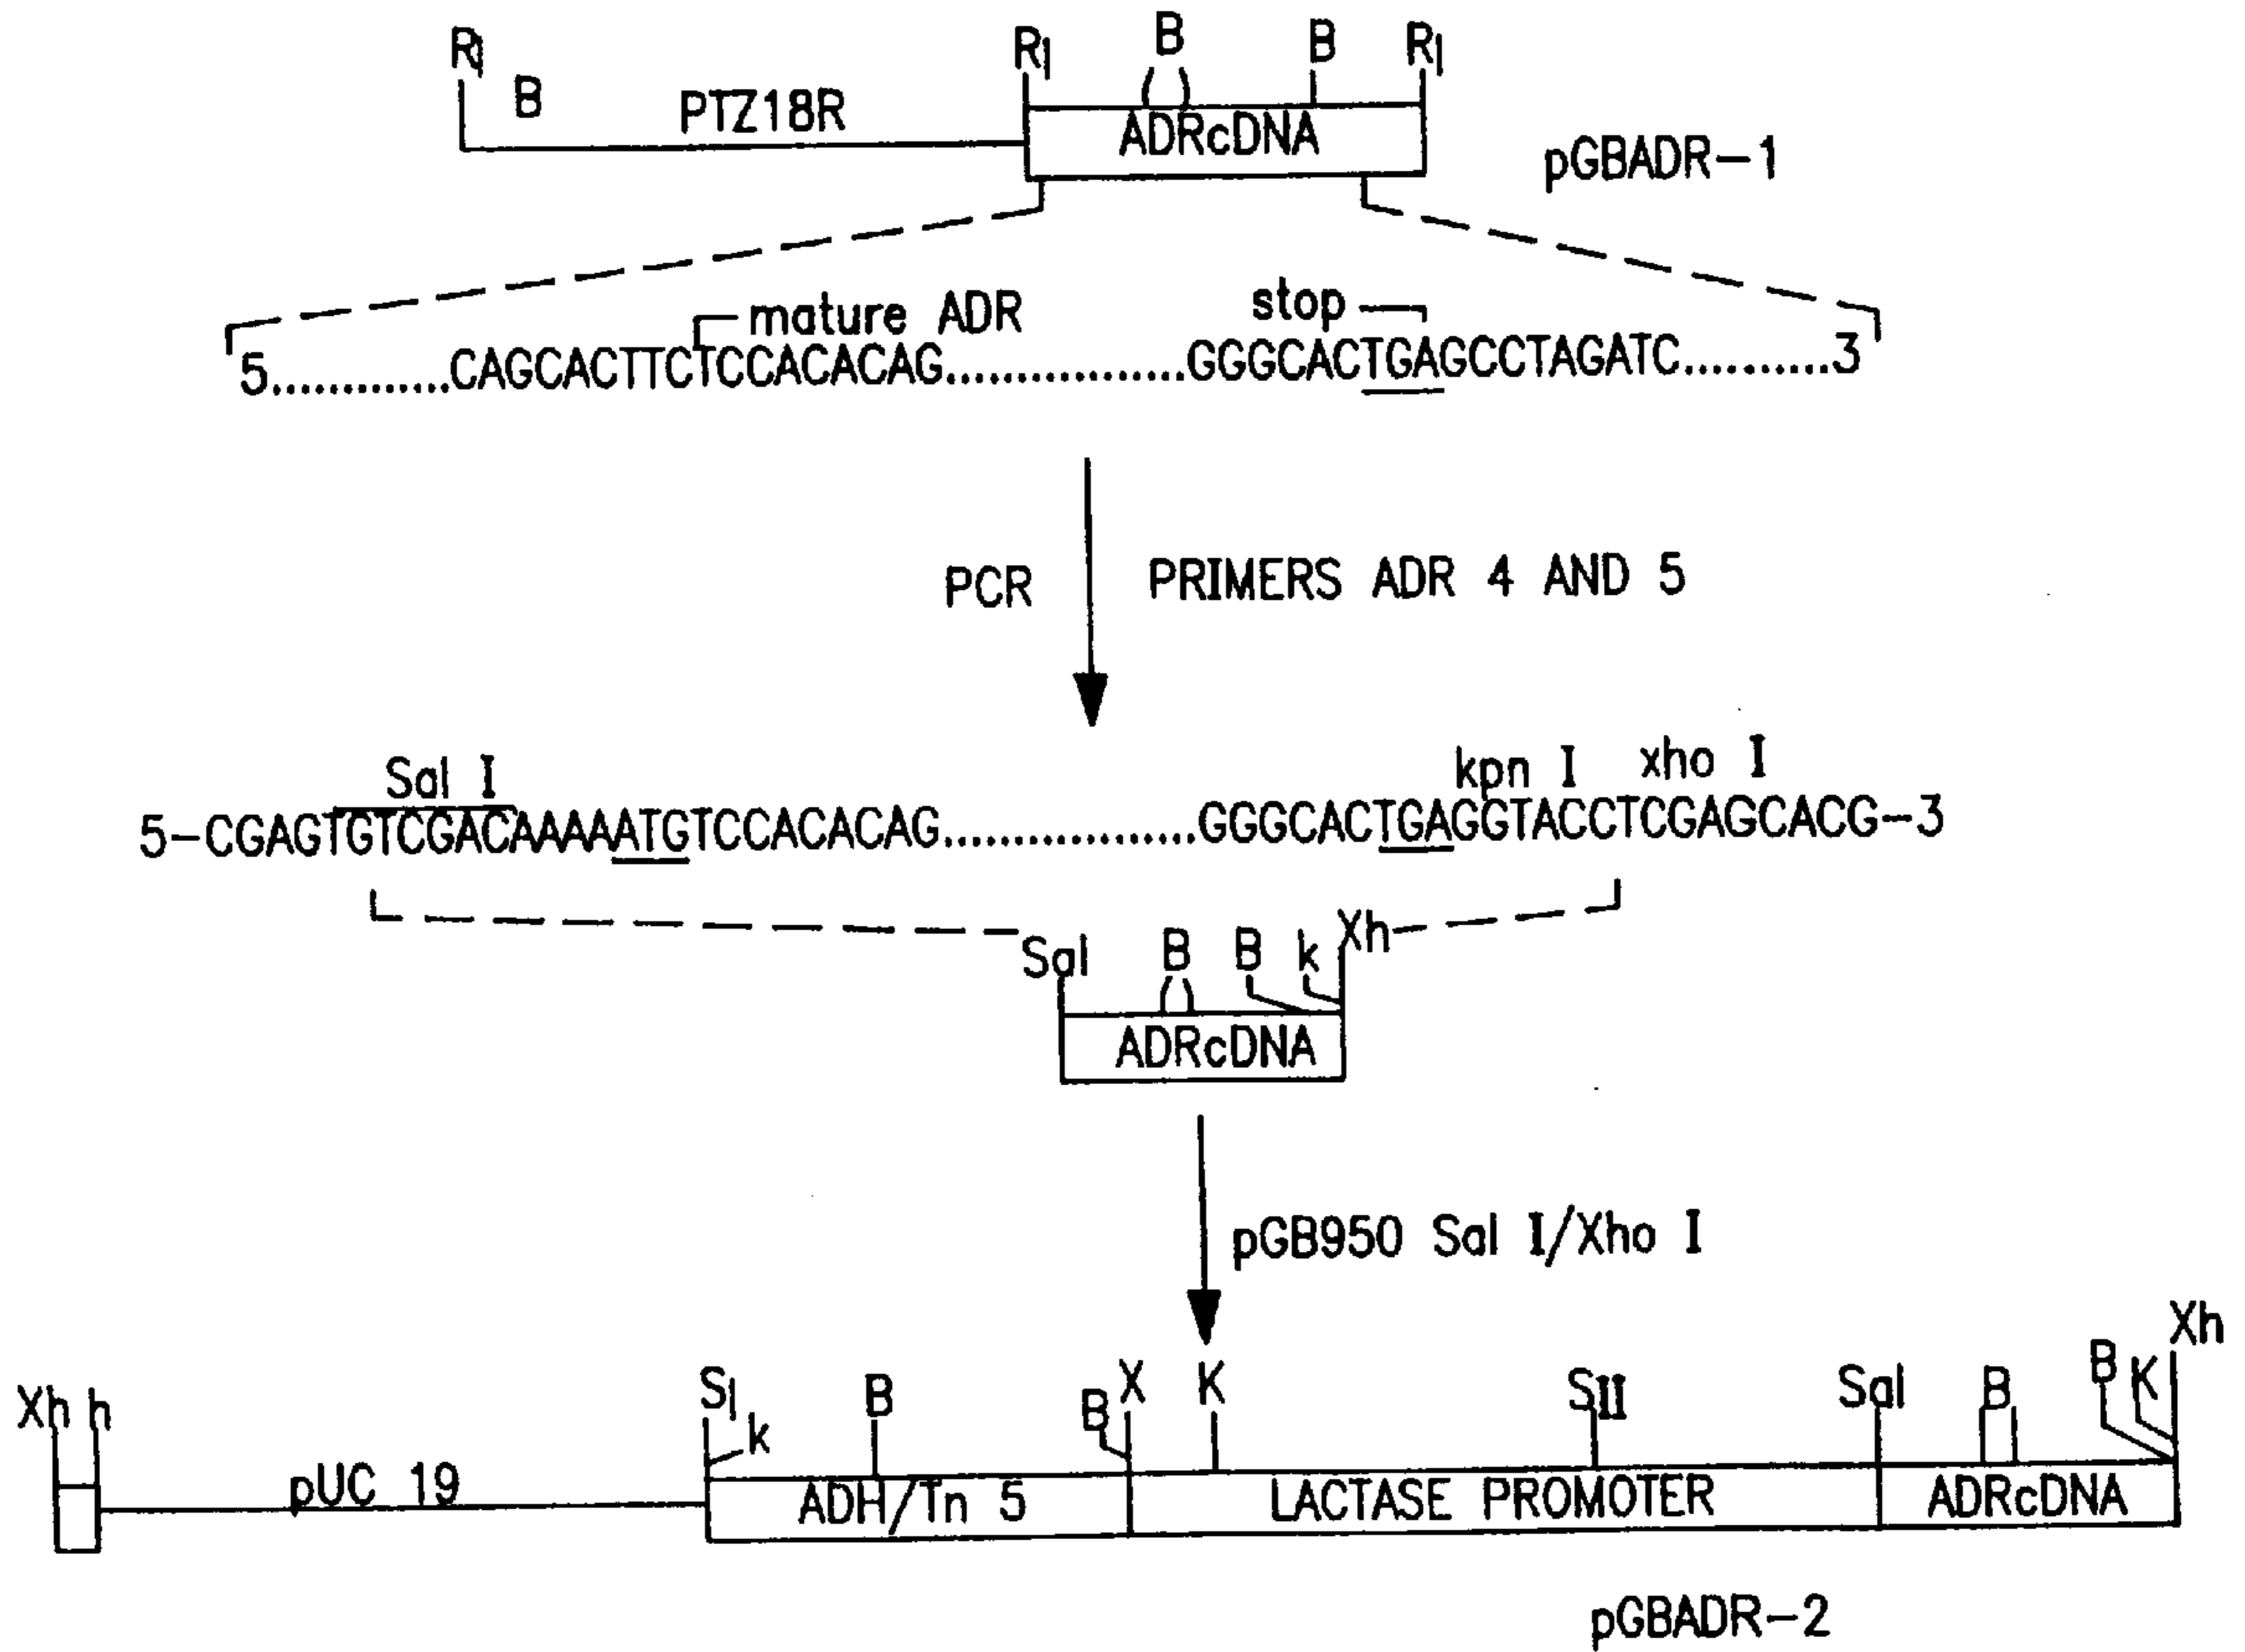 RI B PTZ18R RI B B RI
ADRcDNA
pGBADR-1
mature ADR stop
5.............CAGCACTTCTCCACACAG.................GGGCACTGAGCCTAGATC..........3
PCR PRIMERS ADR 4 AND 5
Sal I kpn I xho I
5-CGAGTGTCGACAAAAATGTCCACACAG..................GGGCACTGAGGTACCTCGAGCACG-3
Sal B B k Xh
ADRcDNA
pGB950 Sal I/Xho I
Xh h SI k B B X K SII Sal B B K Xh
pUC 19 ADH/Tn 5 LACTASE PROMOTER ADRcDNA
pGBADR-2